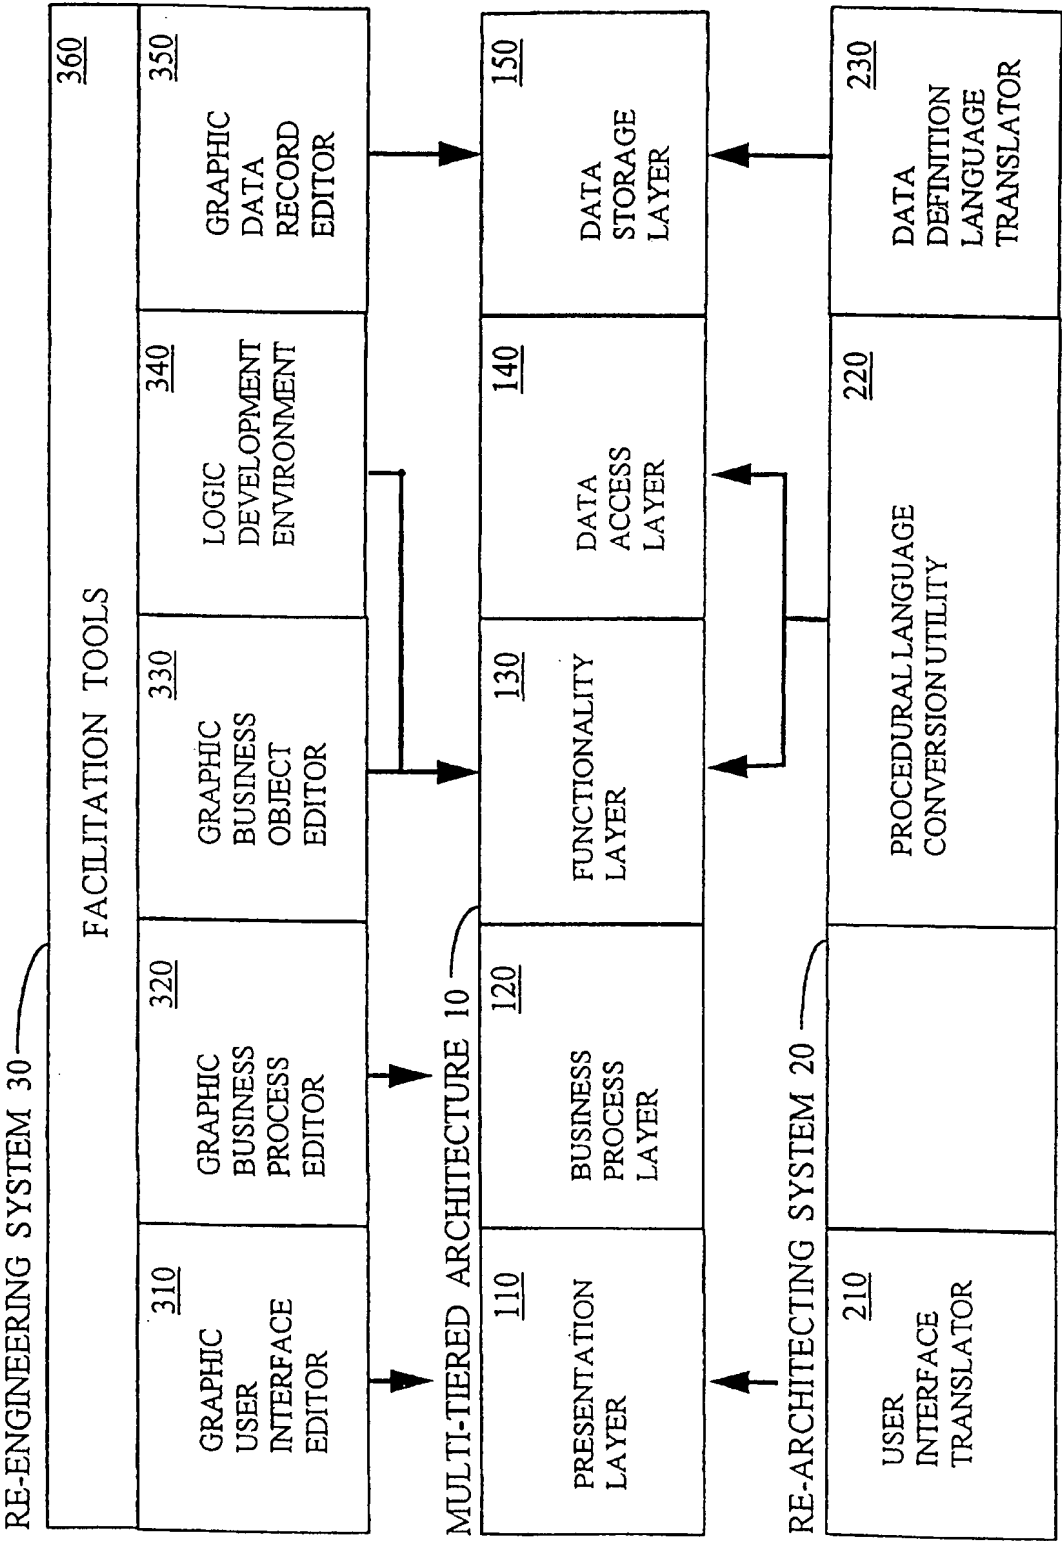 RE-ENGINEERING SYSTEM 30
FACILITATION TOOLS
360
310
GRAPHIC
USER
INTERFACE
EDITOR
320
GRAPHIC
BUSINESS
PROCESS
EDITOR
330
GRAPHIC
BUSINESS
OBJECT
EDITOR
340
LOGIC
DEVELOPMENT
ENVIRONMENT
350
GRAPHIC
DATA
RECORD
EDITOR
MULTI-TIERED ARCHITECTURE 10
110
PRESENTATION
LAYER
120
BUSINESS
PROCESS
LAYER
130
FUNCTIONALITY
LAYER
140
DATA
ACCESS
LAYER
150
DATA
STORAGE
LAYER
RE-ARCHITECTING SYSTEM 20
210
USER
INTERFACE
TRANSLATOR
220
PROCEDURAL LANGUAGE
CONVERSION UTILITY
230
DATA
DEFINITION
LANGUAGE
TRANSLATOR